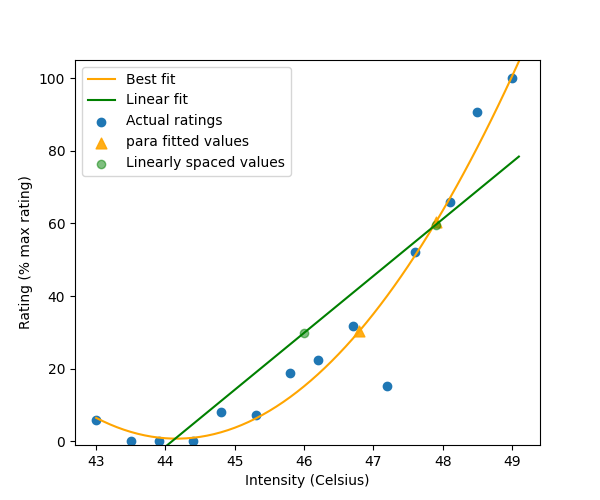 Best fit
Linear fit
Actual ratings
para fitted values
Linearly spaced values
100
80
60
40
20
0
Rating (% max rating)
43 44 45 46 47 48 49
Intensity (Celsius)